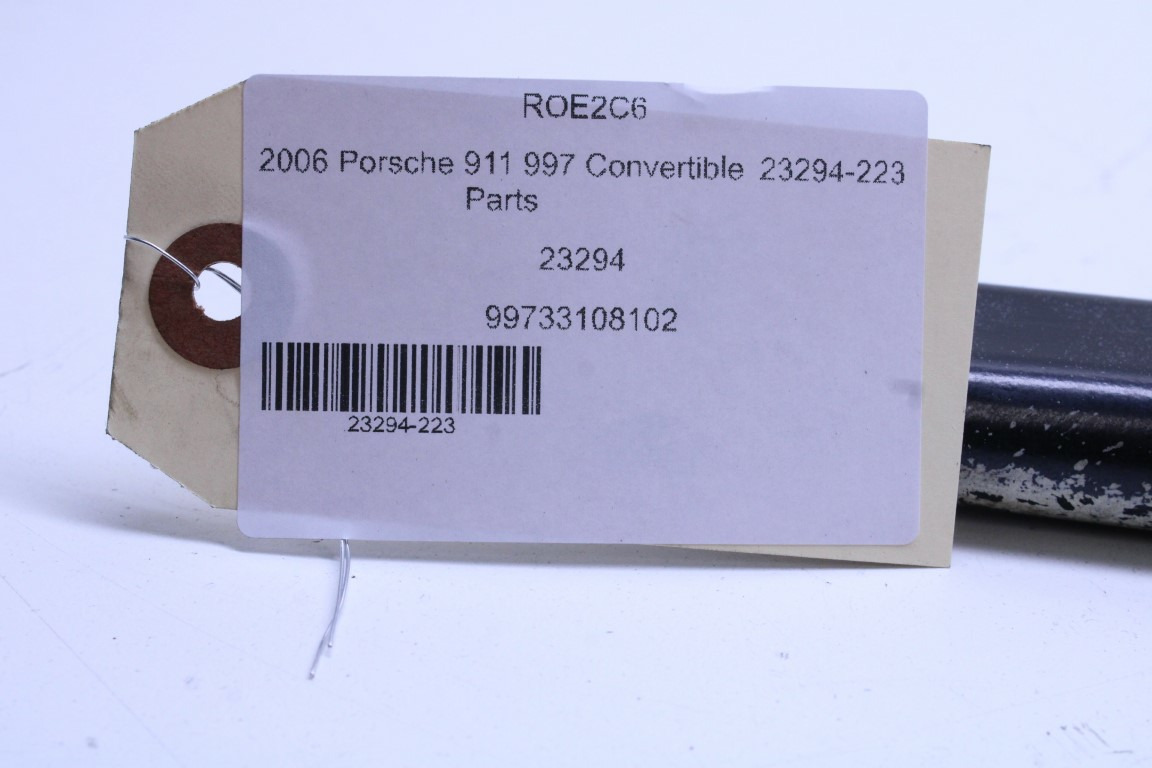 ROE2C6
2006 Porsche 911 997 Convertible 23294-223
Parts
23294
99733108102
23294-223